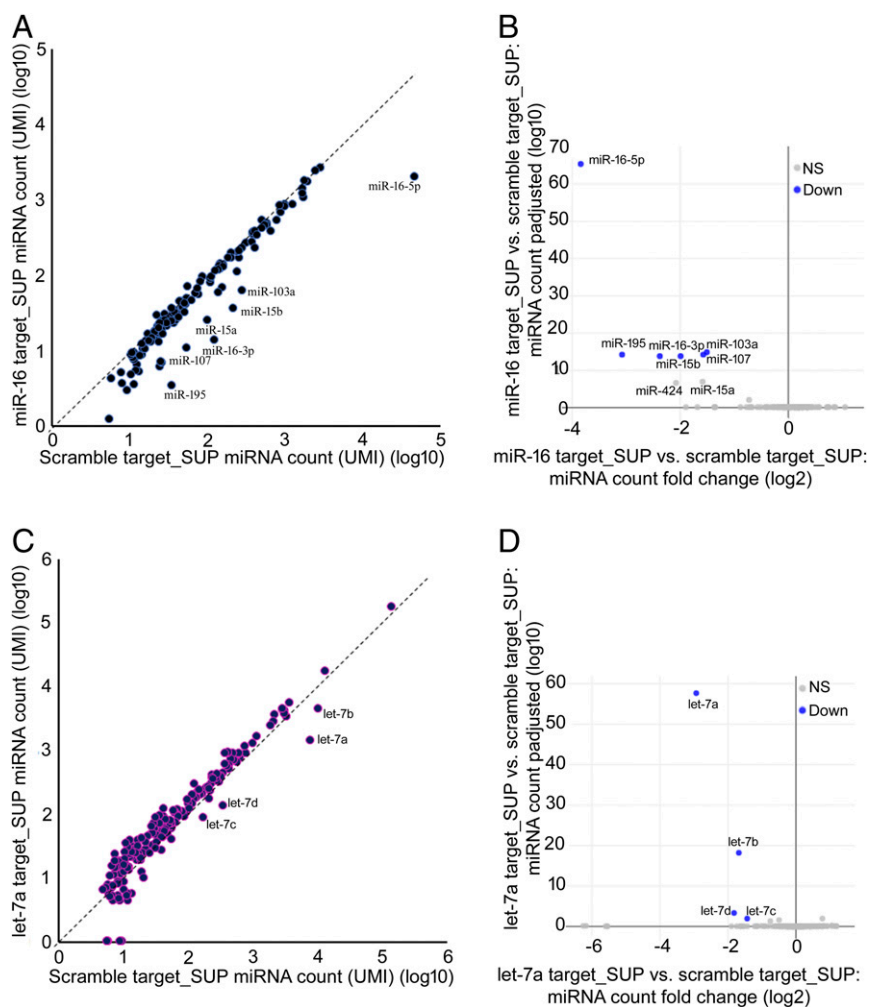 A
miR-16 target_SUP miRNA count (UMI) (log10)
5
4
3
2
1
0
miR-16-5p
miR-103a
miR-15b
miR-15a
miR-16-3p
miR-107
miR-195
0
1
2
3
4
5
Scramble target_SUP miRNA count (UMI) (log10)
B
miR-16 target_SUP vs. scramble target_SUP:
miRNA count padjusted (log10)
70
60
50
40
30
20
10
0
miR-16-5p
NS
Down
miR-195
miR-16-3p
miR-103a
miR-15b
miR-107
miR-424
miR-15a
-4
-2
0
miR-16 target_SUP vs. scramble target_SUP:
miRNA count fold change (log2)
C
let-7a target_SUP miRNA count (UMI) (log10)
6
5
4
3
2
1
0
let-7b
let-7a
let-7d
let-7c
0
1
2
3
4
5
6
Scramble target_SUP miRNA count (UMI) (log10)
D
let-7a target_SUP vs. scramble target_SUP:
miRNA count padjusted (log10)
60
50
40
30
20
10
0
let-7a
NS
Down
let-7b
let-7d
let-7c
-6
-4
-2
0
let-7a target_SUP vs. scramble target_SUP:
miRNA count fold change (log2)